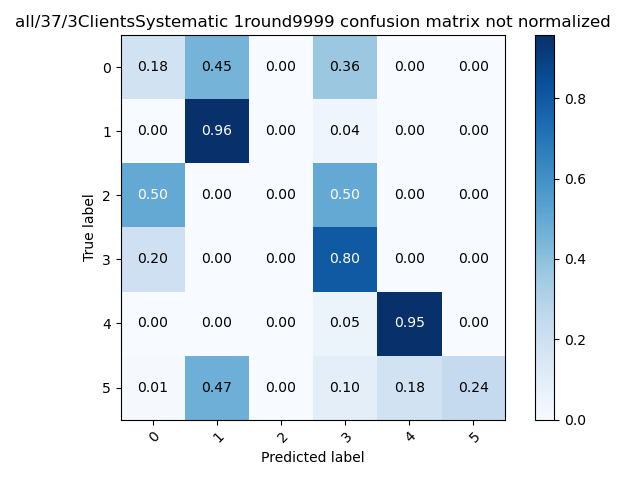 all/37/3ClientsSystematic 1round9999 confusion matrix not normalized
0 0.18 0.45 0.00 0.36 0.00 0.00
1 0.00 0.96 0.00 0.04 0.00 0.00
2 0.50 0.00 0.00 0.50 0.00 0.00
3 0.20 0.00 0.00 0.80 0.00 0.00
4 0.00 0.00 0.00 0.05 0.95 0.00
5 0.01 0.47 0.00 0.10 0.18 0.24
0 1 2 3 4 5
True label
Predicted label
0.8
0.6
0.4
0.2
0.0